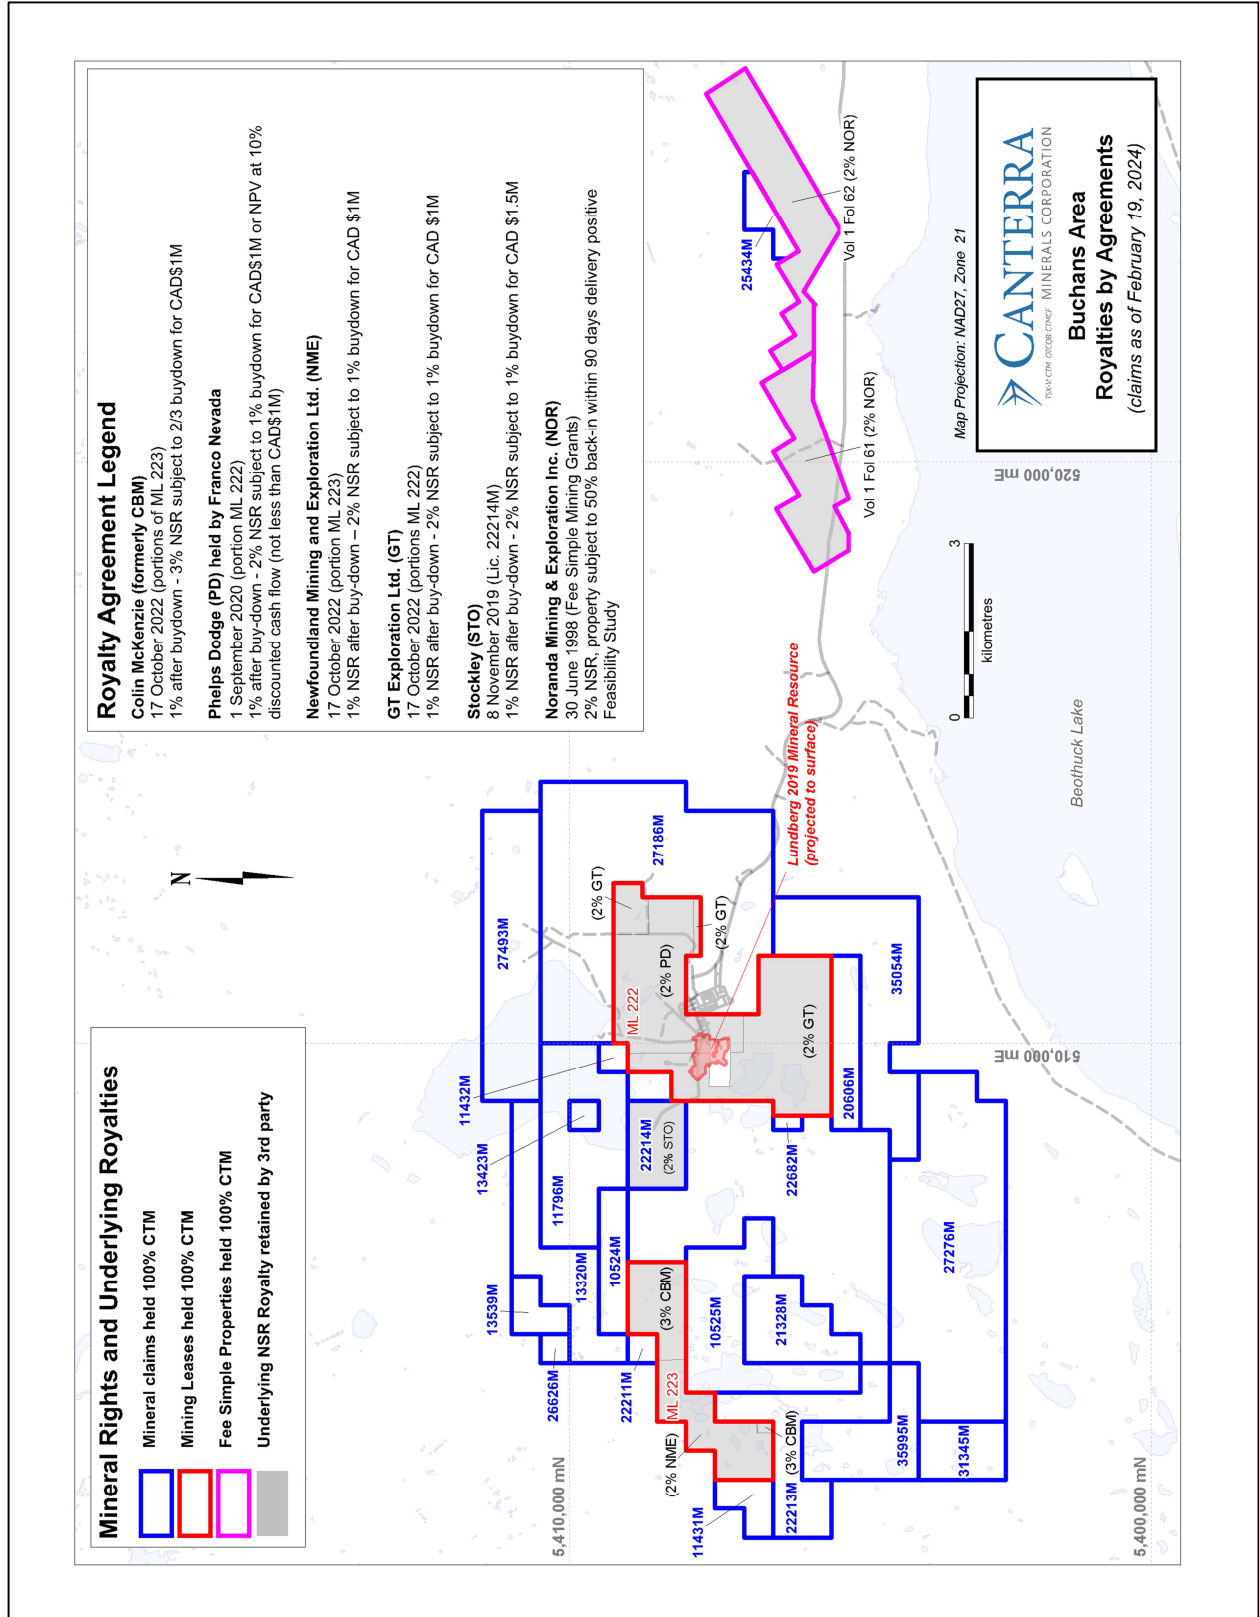 Mineral Rights and Underlying Royalties
Mineral claims held 100% CTM
Mining Leases held 100% CTM
Fee Simple Properties held 100% CTM
Underlying NSR Royalty retained by 3rd party
N
Royalty Agreement Legend
Colin McKenzie (formerly CBM)
17 October 2022 (portions of ML 223)
1% after buydown - 3% NSR subject to 2/3 buydown for CAD$1M
Phelps Dodge (PD) held by Franco Nevada
1 September 2020 (portion ML 222)
1% after buy-down - 2% NSR subject to 1% buydown for CAD$1M or NPV at 10%
discounted cash flow (not less than CAD$1M)
Newfoundland Mining and Exploration Ltd. (NME)
17 October 2022 (portion ML 223)
1% NSR after buy-down – 2% NSR subject to 1% buydown for CAD $1M
GT Exploration Ltd. (GT)
17 October 2022 (portions ML 222)
1% NSR after buy-down - 2% NSR subject to 1% buydown for CAD $1M
Stockley (STO)
8 November 2019 (Lic. 22214M)
1% NSR after buy-down - 2% NSR subject to 1% buydown for CAD $1.5M
Noranda Mining & Exploration Inc. (NOR)
30 June 1998 (Fee Simple Mining Grants)
2% NSR, property subject to 50% back-in within 90 days delivery positive
Feasibility Study
5,410,000 mN
5,400,000 mN
510,000 mE
520,000 mE
11432M
13423M
27493M
13539M
11796M
26626M
13320M
10524M
22211M
22214M
(2% STO)
ML 222
(2% GT)
27186M
(2% PD)
(2% GT)
(3% CBM)
ML 223
(2% NME)
10525M
11431M
21328M
22682M
(2% GT)
(3% CBM)
22213M
20606M
35054M
35995M
27276M
31345M
Lundberg 2019 Mineral Resource
(projected to surface)
25434M
Vol 1 Fol 61 (2% NOR)
Vol 1 Fol 62 (2% NOR)
Beothuck Lake
0
3
kilometres
Map Projection: NAD27, Zone 21
CANTERRA
TSX-V:CTM OTCQB:CTMCF MINERALS CORPORATION
Buchans Area
Royalties by Agreements
(claims as of February 19, 2024)